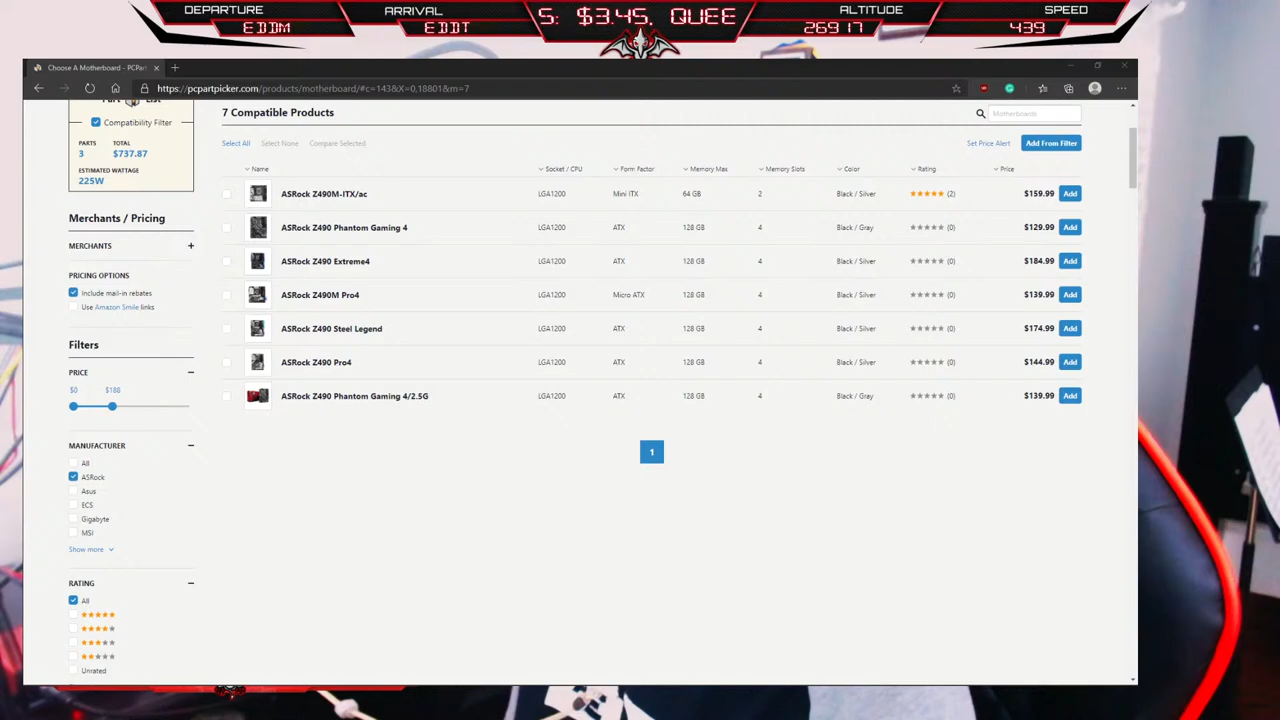 DEPARTURE
EDDM
ARRIVAL
EDDT
S: $3.45, QUEE
ALTITUDE
26917
SPEED
439
Choose A Motherboard - PCPart
https://pcpartpicker.com/products/motherboard/#c=143&X=0,18801&m=7
Part List
Compatibility Filter
PARTS TOTAL
3 $737.87
ESTIMATED WATTAGE
225W
Merchants / Pricing
MERCHANTS +
PRICING OPTIONS
Include mail-in rebates
Use Amazon Smile links
Filters
PRICE
$0 $188
MANUFACTURER
All
ASRock
Asus
ECS
Gigabyte
MSI
Show more
RATING
All
Unrated
7 Compatible Products
Motherboards
Select All Select None Compare Selected Set Price Alert Add From Filter
Name Socket / CPU Form Factor Memory Max Memory Slots Color Rating Price
ASRock Z490M-ITX/ac LGA1200 Mini ITX 64 GB 2 Black / Silver (2) $159.99 Add
ASRock Z490 Phantom Gaming 4 LGA1200 ATX 128 GB 4 Black / Gray (0) $129.99 Add
ASRock Z490 Extreme4 LGA1200 ATX 128 GB 4 Black / Silver (0) $184.99 Add
ASRock Z490M Pro4 LGA1200 Micro ATX 128 GB 4 Black / Silver (0) $139.99 Add
ASRock Z490 Steel Legend LGA1200 ATX 128 GB 4 Black / Silver (0) $174.99 Add
ASRock Z490 Pro4 LGA1200 ATX 128 GB 4 Black / Silver (0) $144.99 Add
ASRock Z490 Phantom Gaming 4/2.5G LGA1200 ATX 128 GB 4 Black / Gray (0) $139.99 Add
1